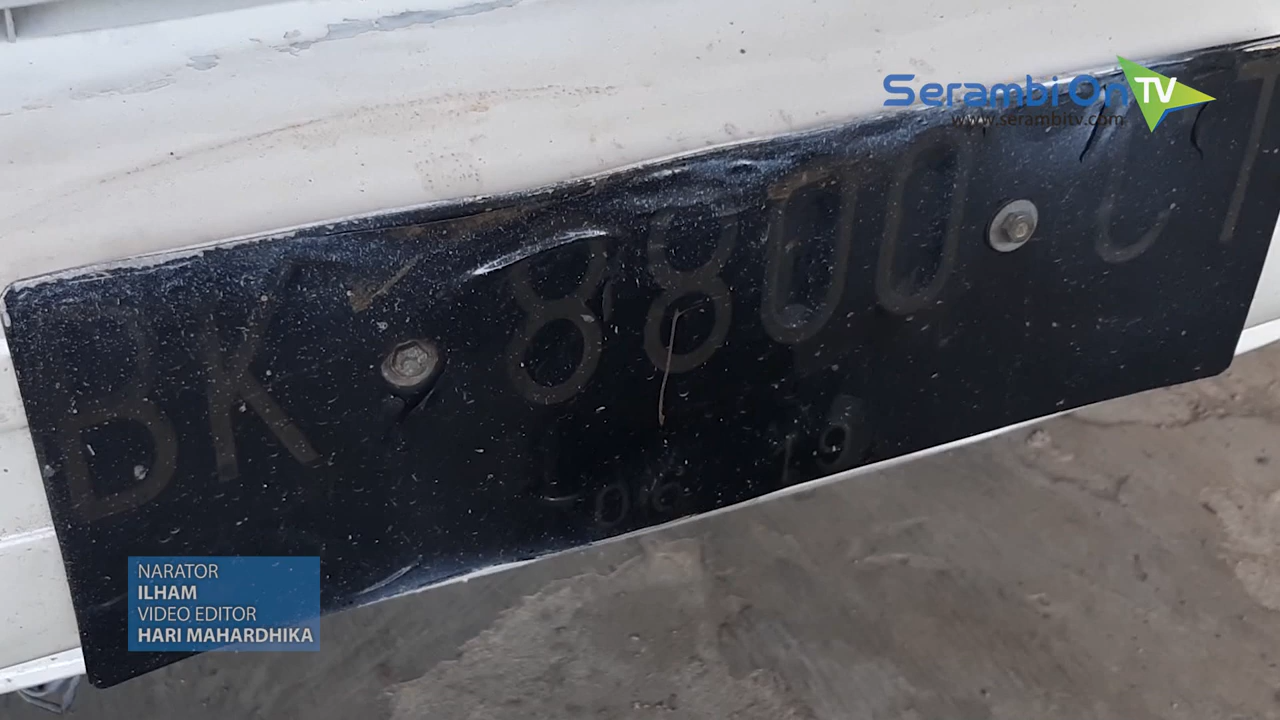 Serambi On TV
www.serambitv.com
BK 8800
06 19
NARATOR
ILHAM
VIDEO EDITOR
HARI MAHARDHIKA